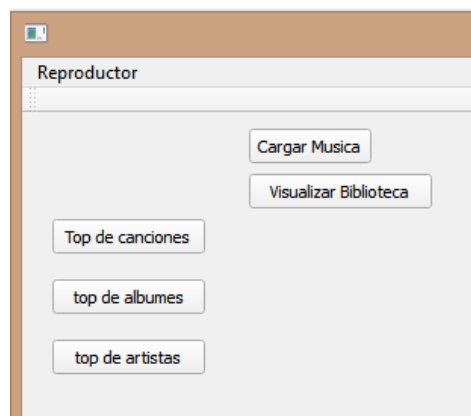 Reproductor
Cargar Musica
Visualizar Biblioteca
Top de canciones
top de albumes
top de artistas